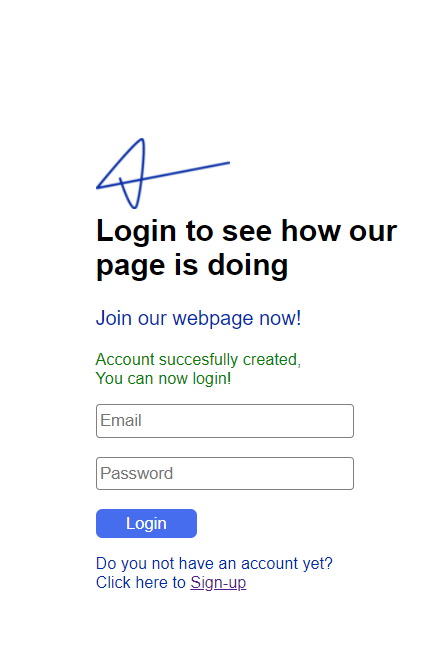 Login to see how our
page is doing
Join our webpage now!
Account succesfully created,
You can now login!
Email
Password
Login
Do you not have an account yet?
Click here to Sign-up